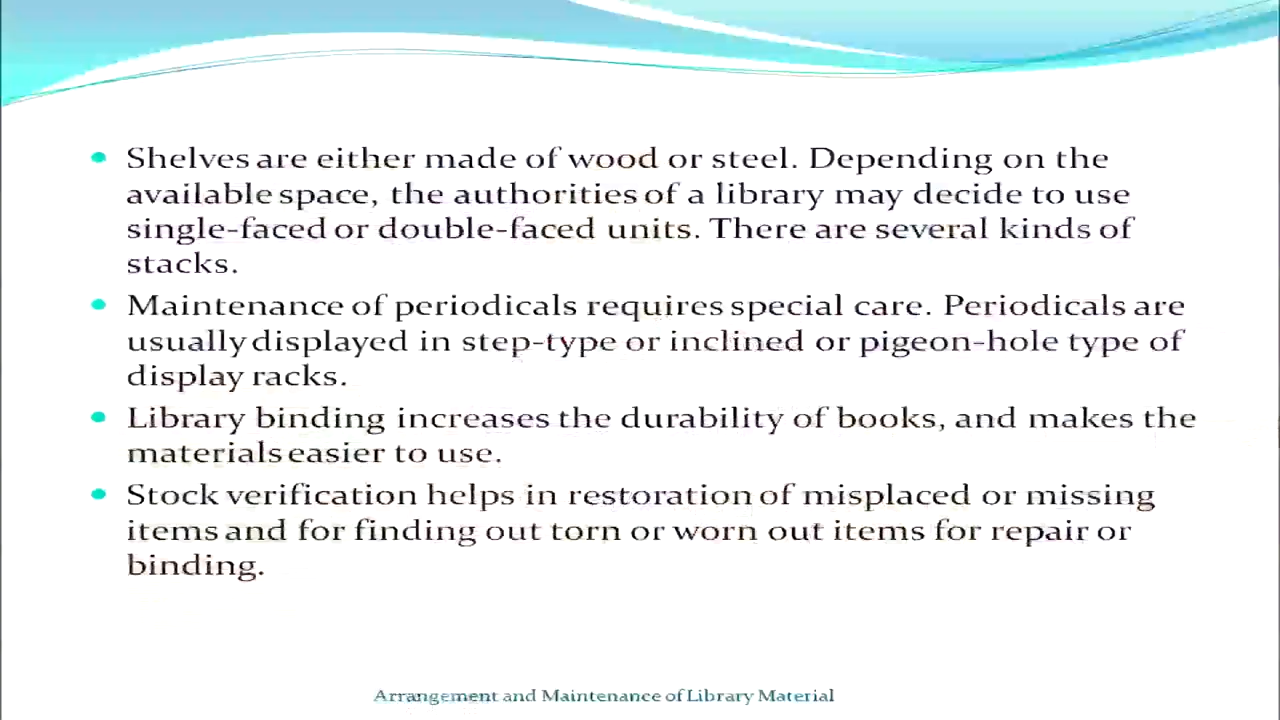 Shelves are either made of wood or steel. Depending on the
available space, the authorities of a library may decide to use
single-faced or double-faced units. There are several kinds of
stacks.
Maintenance of periodicals requires special care. Periodicals are
usually displayed in step-type or inclined or pigeon-hole type of
display racks.
Library binding increases the durability of books, and makes the
materials easier to use.
Stock verification helps in restoration of misplaced or missing
items and for finding out torn or worn out items for repair or
binding.
Arrangement and Maintenance of Library Material